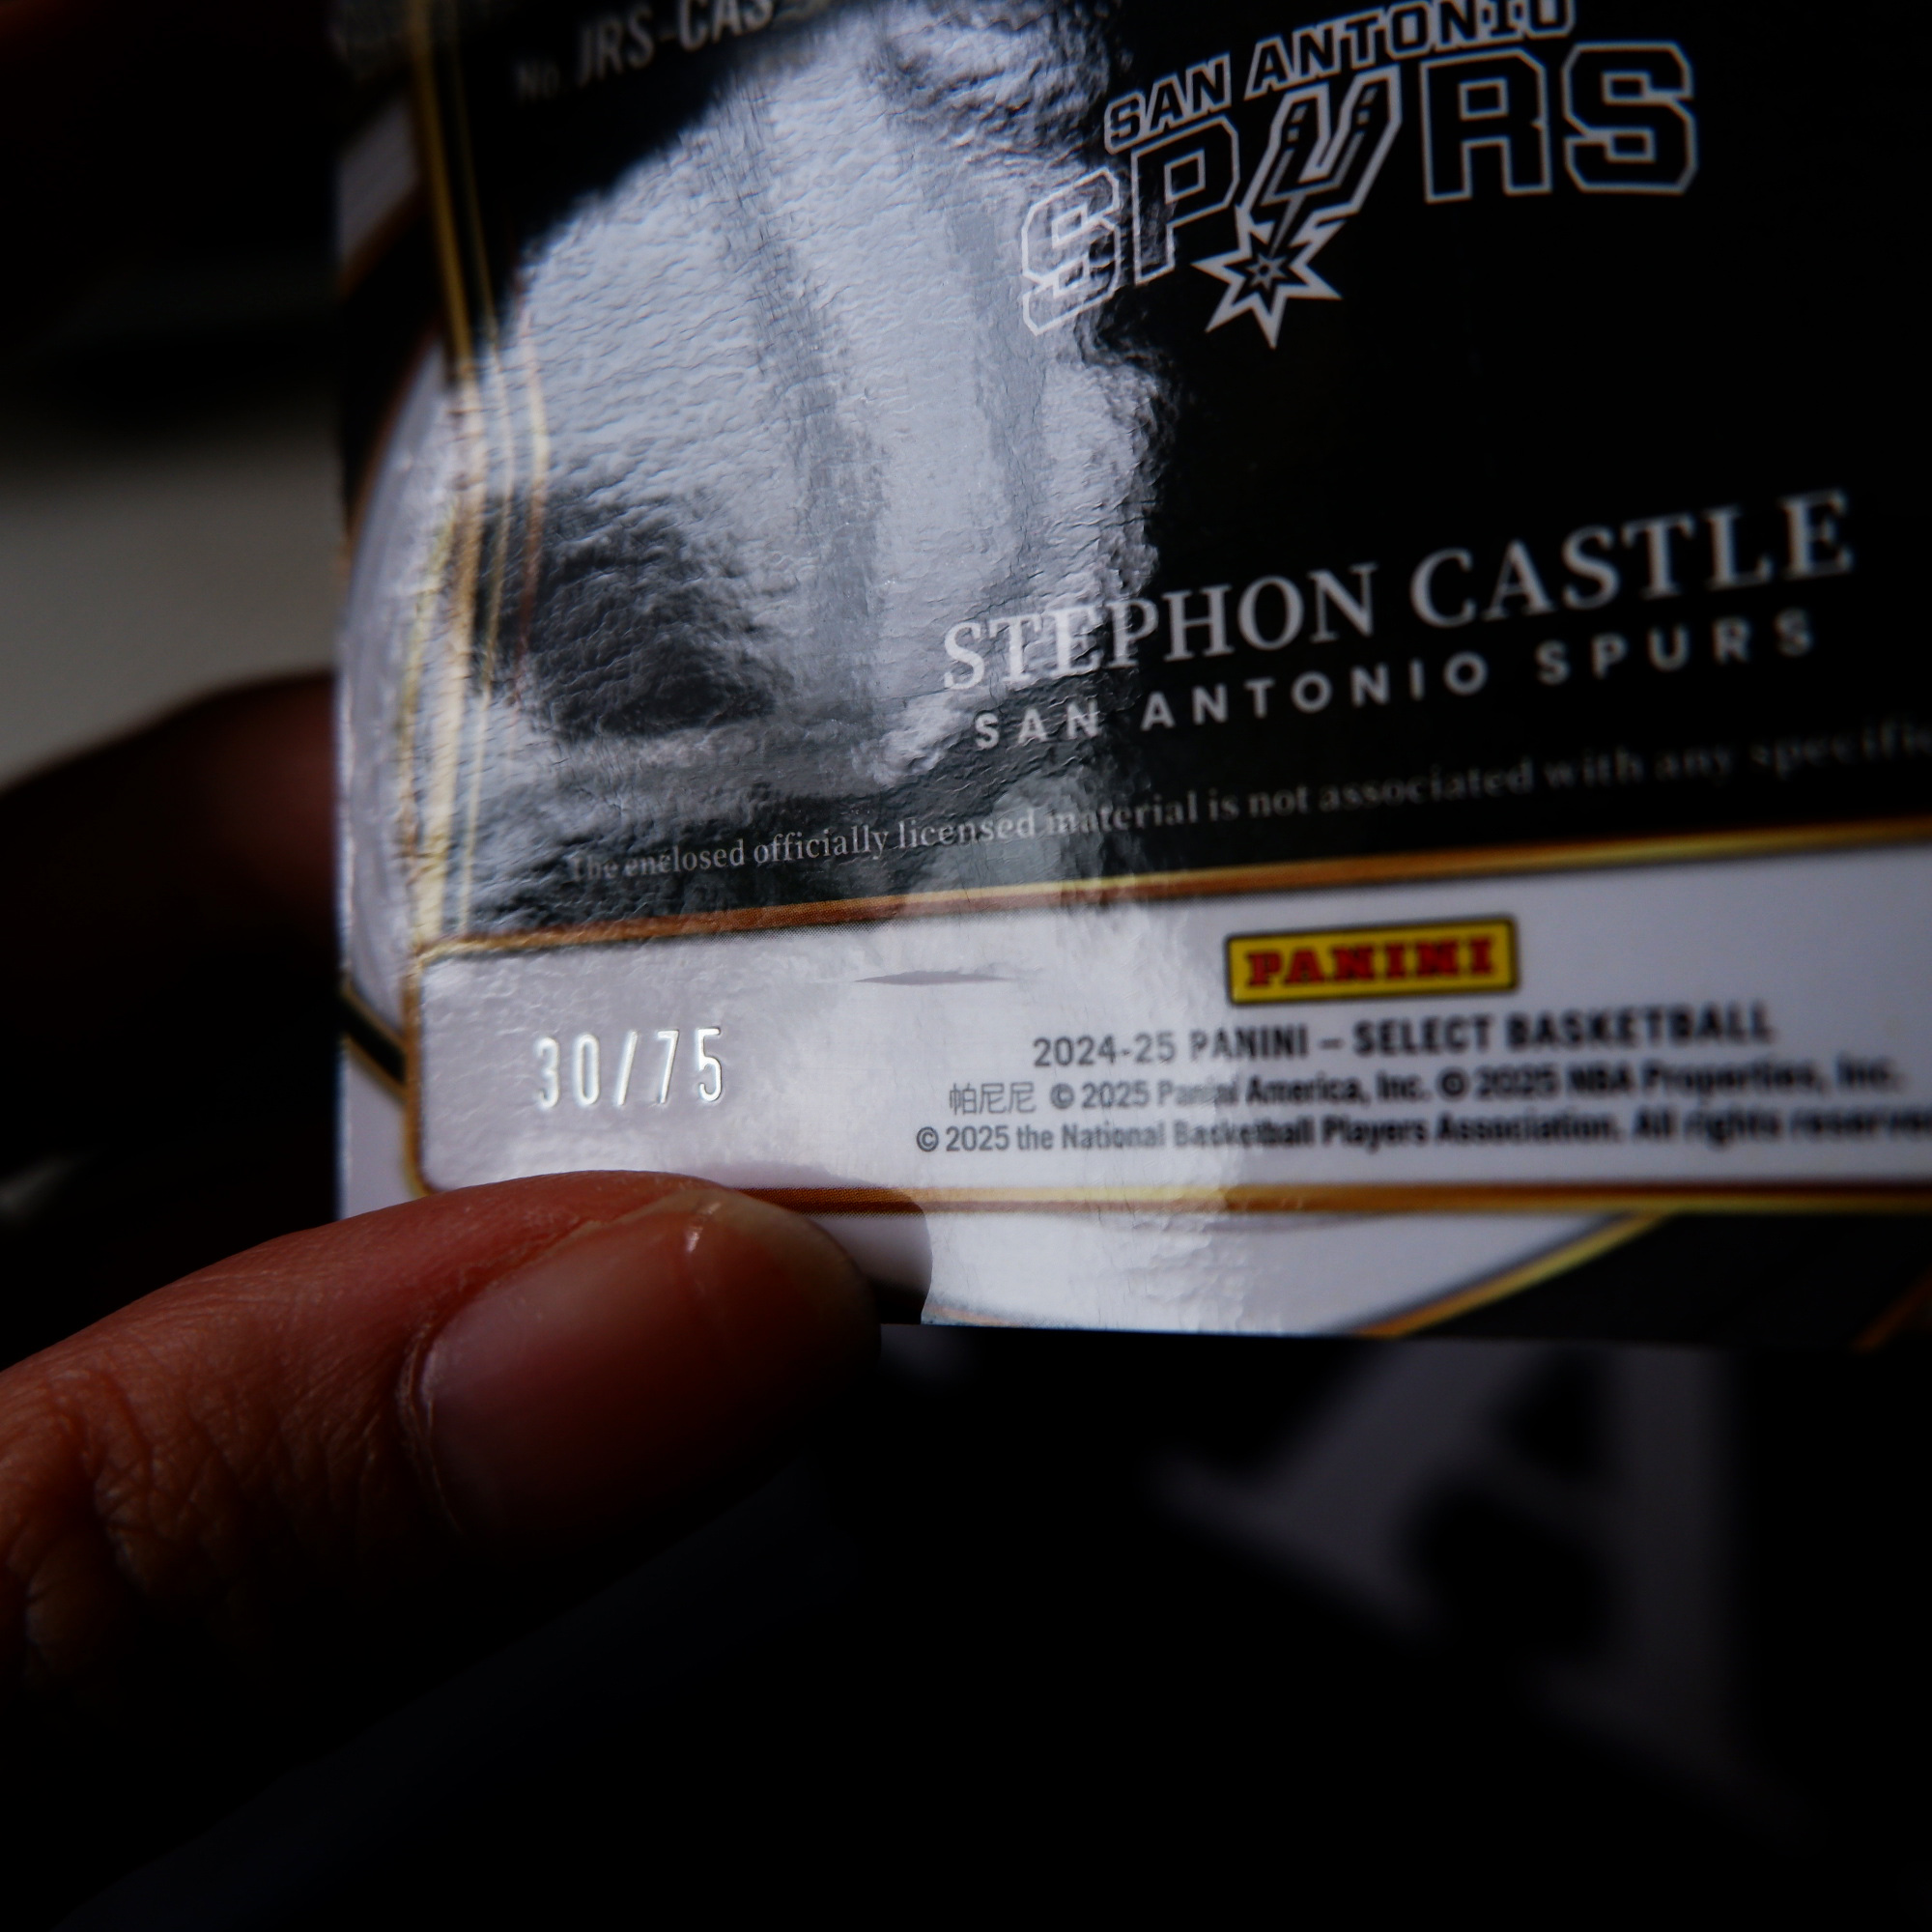 No. JRS-CAS
SAN ANTONIO
SPURS
STEPHON CASTLE
SAN ANTONIO SPURS
The enclosed officially licensed material is not associated with any specific
PANINI
30/75
2024-25 PANINI – SELECT BASKETBALL
帕尼尼 © 2025 Panini America, Inc. © 2025 NBA Properties, Inc.
© 2025 the National Basketball Players Association. All rights reserved